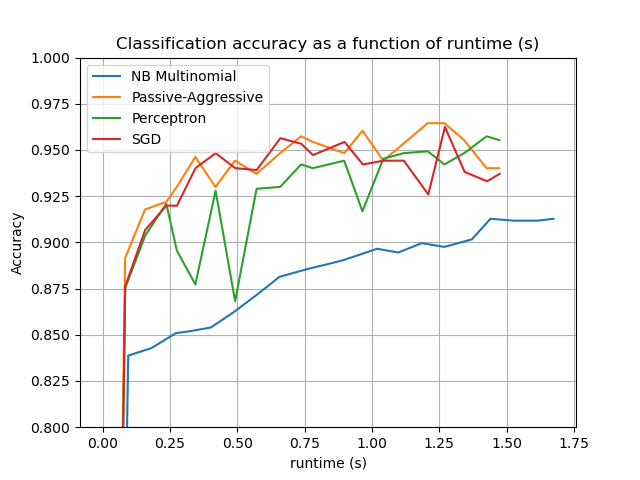 Classification accuracy as a function of runtime (s)
1.000
0.975
0.950
0.925
0.900
0.875
0.850
0.825
0.800
Accuracy
NB Multinomial
Passive-Aggressive
Perceptron
SGD
0.00 0.25 0.50 0.75 1.00 1.25 1.50 1.75
runtime (s)